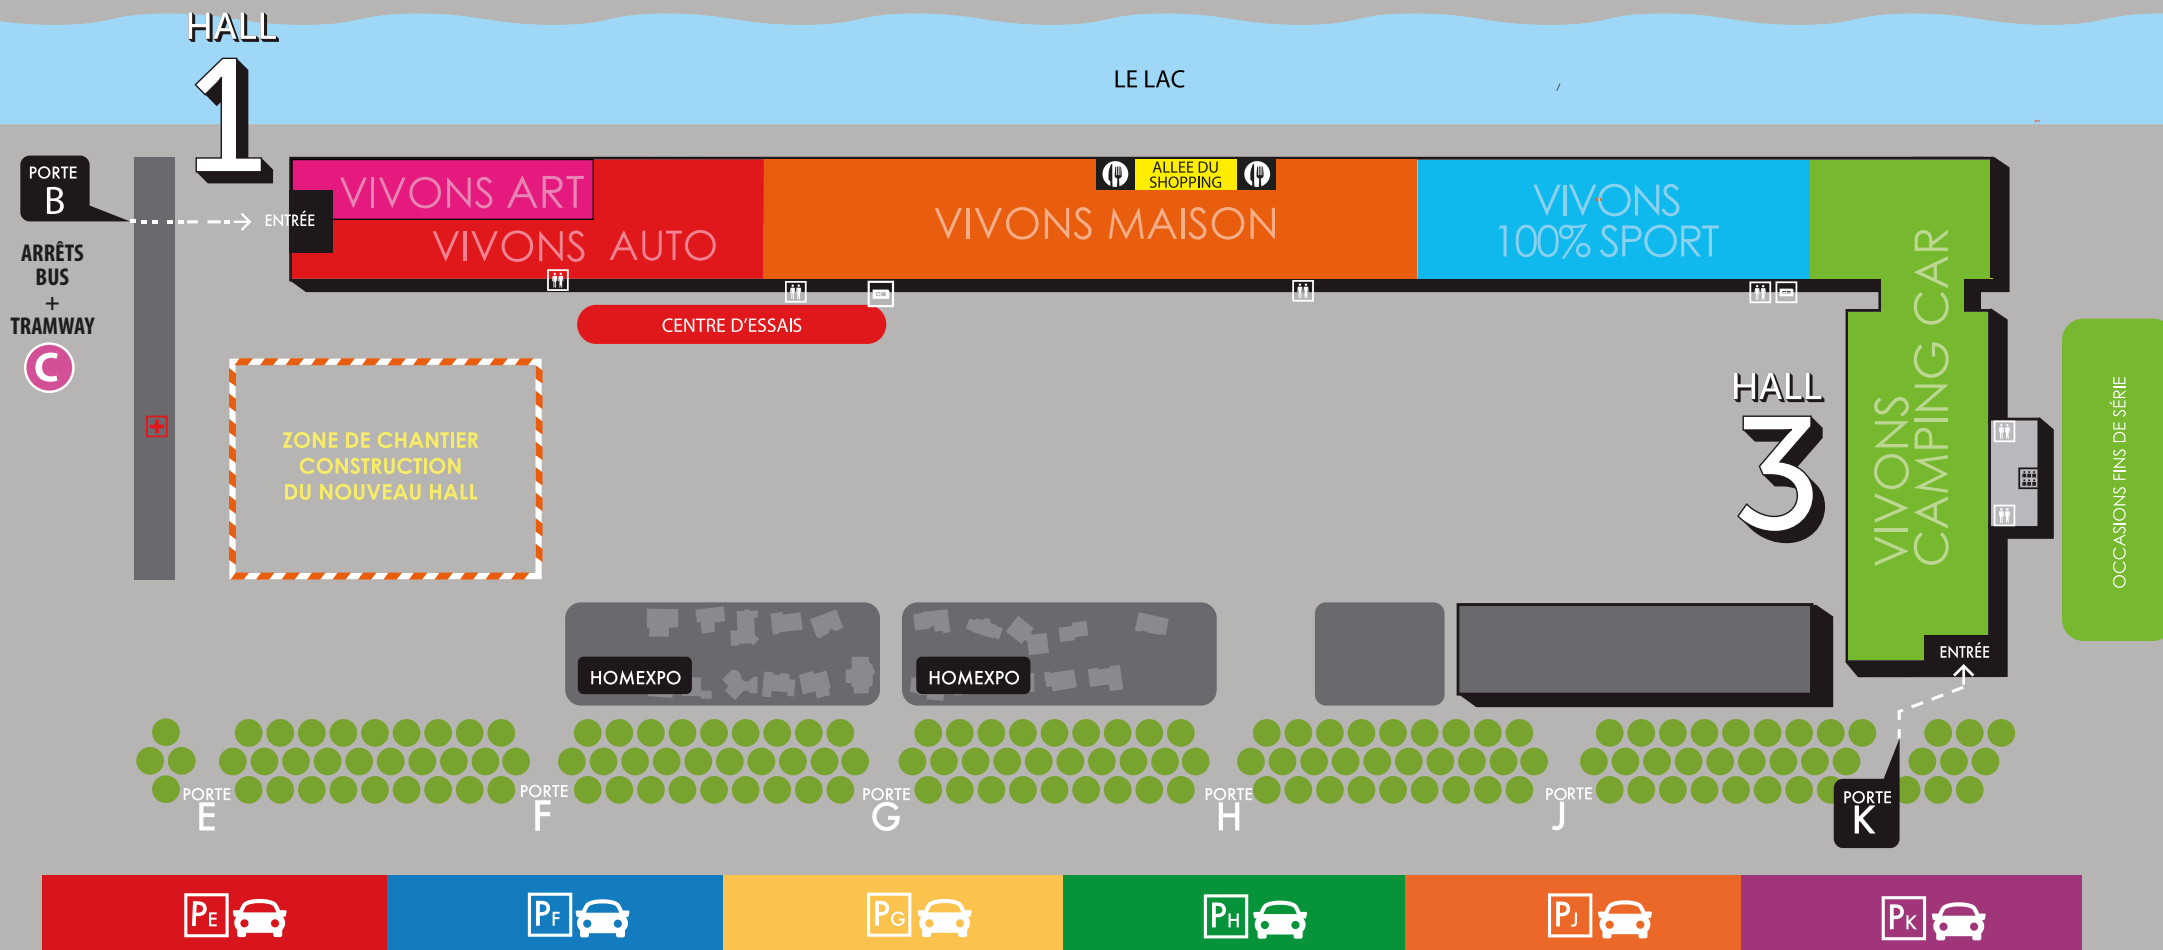 HALL
1
LE LAC
PORTE
B
ENTRÉE
ARRÊTS
BUS
+
TRAMWAY
C
VIVONS ART
VIVONS AUTO
VIVONS MAISON
ALLEE DU
SHOPPING
VIVONS
100% SPORT
CENTRE D'ESSAIS
ZONE DE CHANTIER
CONSTRUCTION
DU NOUVEAU HALL
HALL
3
VIVONS
CAMPING CAR
OCCASIONS FINS DE SÉRIE
ENTRÉE
HOMEXPO
HOMEXPO
PORTE
E
PORTE
F
PORTE
G
PORTE
H
PORTE
J
PORTE
K
PE
PF
PG
PH
PJ
PK